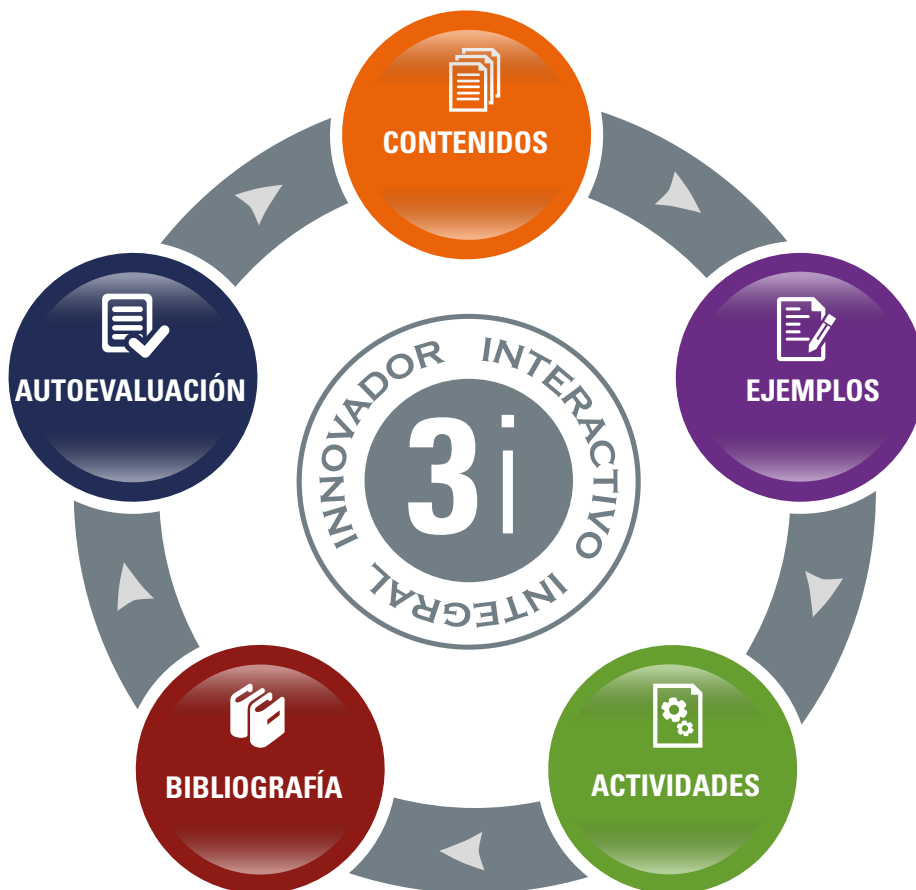 CONTENIDOS
EJEMPLOS
ACTIVIDADES
BIBLIOGRAFÍA
AUTOEVALUACIÓN
INNOVADOR INTERACTIVO INTEGRAL
3i